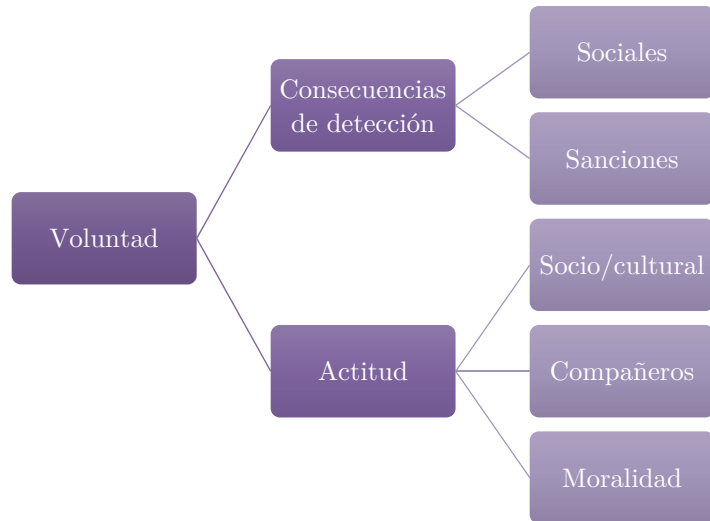 Voluntad
Consecuencias
de detección
Sociales
Sanciones
Actitud
Socio/cultural
Compañeros
Moralidad